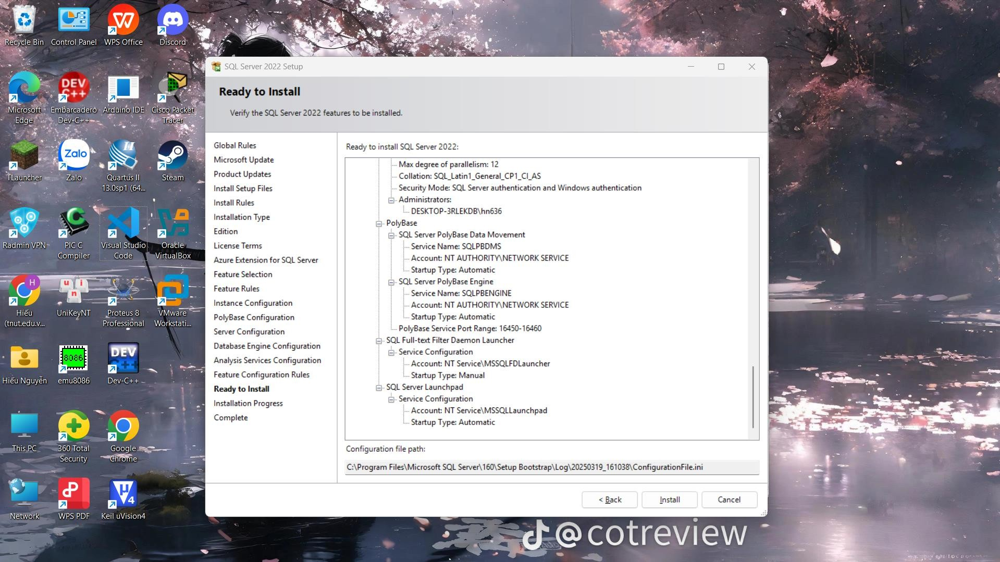 Recycle Bin
Control Panel
WPS Office
Discord
Microsoft
Edge
DEV
C++
Embarcadero
Dev-C++
Arduino IDE
Cisco Packet
Tracer
TLauncher
Zalo
Zalo
II
Quartus II
13.0sp1 (64...
Steam
Radmin VPN
C
PIC C
Compiler
Visual Studio
Code
Oracle
VirtualBox
H
Hiếu
(tnut.edu.v...
u i
n
UniKeyNT
Proteus 8
Professional
VMware
Workstati...
Hiếu Nguyễn
8086
emu8086
DEV
C++
Dev-C++
This PC
360 Total
Security
Google
Chrome
Network
WPS PDF
μ
V4
Keil uVision4
SQL Server 2022 Setup
Ready to Install
Verify the SQL Server 2022 features to be installed.
Global Rules
Microsoft Update
Product Updates
Install Setup Files
Install Rules
Installation Type
Edition
License Terms
Azure Extension for SQL Server
Feature Selection
Feature Rules
Instance Configuration
PolyBase Configuration
Server Configuration
Database Engine Configuration
Analysis Services Configuration
Feature Configuration Rules
Ready to Install
Installation Progress
Complete
Ready to install SQL Server 2022:
Max degree of parallelism: 12
Collation: SQL_Latin1_General_CP1_CI_AS
Security Mode: SQL Server authentication and Windows authentication
Administrators:
DESKTOP-3RLEKDB\hn636
PolyBase
SQL Server PolyBase Data Movement
Service Name: SQLPBDMS
Account: NT AUTHORITY\NETWORK SERVICE
Startup Type: Automatic
SQL Server PolyBase Engine
Service Name: SQLPBENGINE
Account: NT AUTHORITY\NETWORK SERVICE
Startup Type: Automatic
PolyBase Service Port Range: 16450-16460
SQL Full-text Filter Daemon Launcher
Service Configuration
Account: NT Service\MSSQLFDLauncher
Startup Type: Manual
SQL Server Launchpad
Service Configuration
Account: NT Service\MSSQLLaunchpad
Startup Type: Automatic
Configuration file path:
C:\Program Files\Microsoft SQL Server\160\Setup Bootstrap\Log\20250319_161038\ConfigurationFile.ini
< Back
Install
Cancel
@cotreview